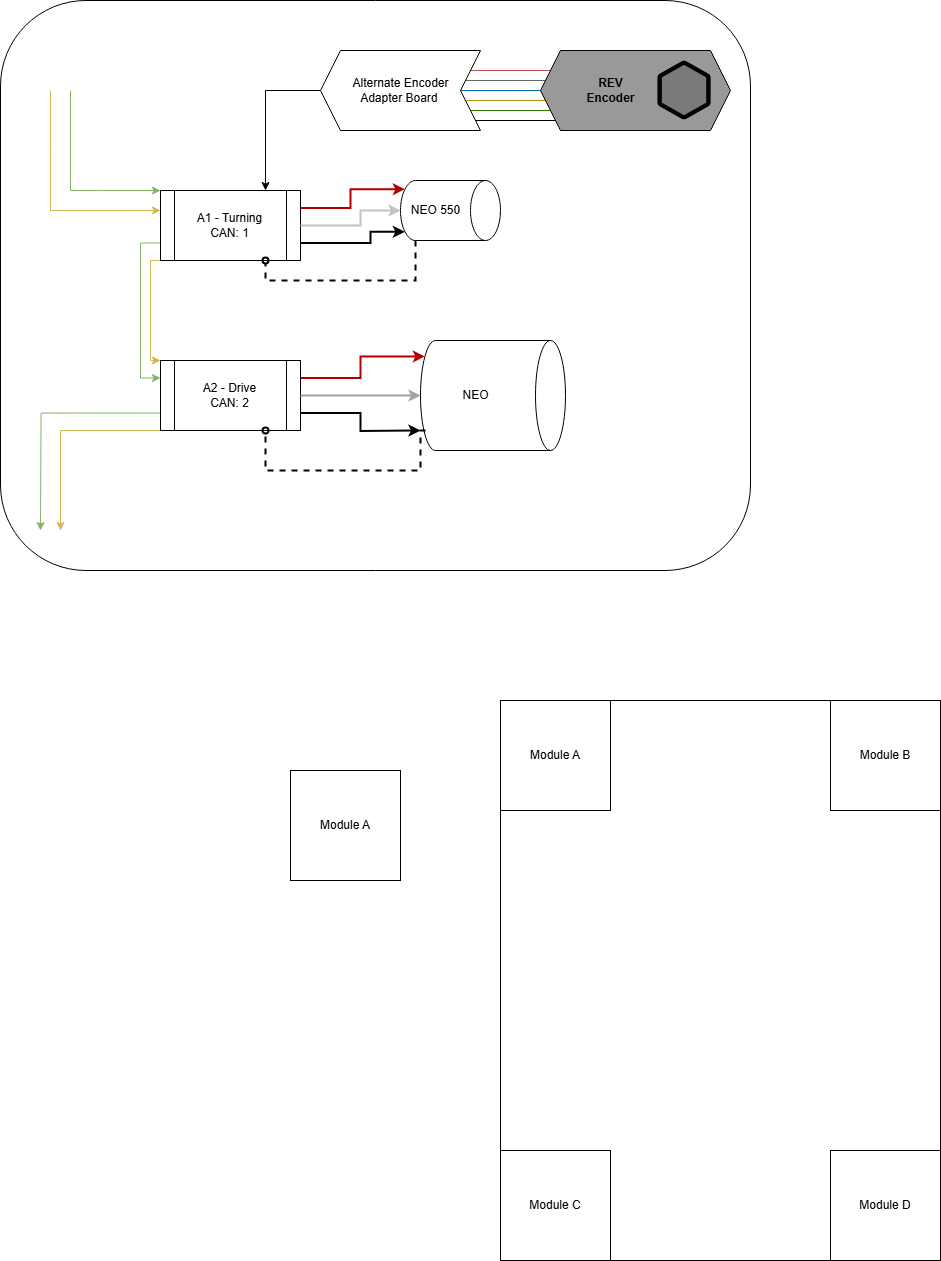 Alternate Encoder
Adapter Board
REV
Encoder
A1 - Turning
CAN: 1
NEO 550
A2 - Drive
CAN: 2
NEO
Module A
Module B
Module A
Module C
Module D